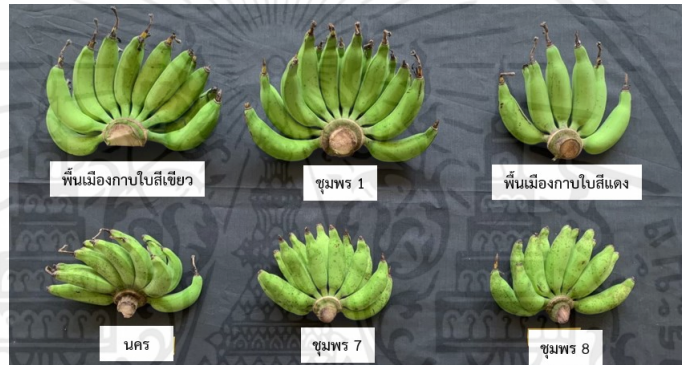 พื้นเมืองกาบใบสีเขียว
ชุมพร 1
พื้นเมืองกาบใบสีแดง
นคร
ชุมพร 7
ชุมพร 8